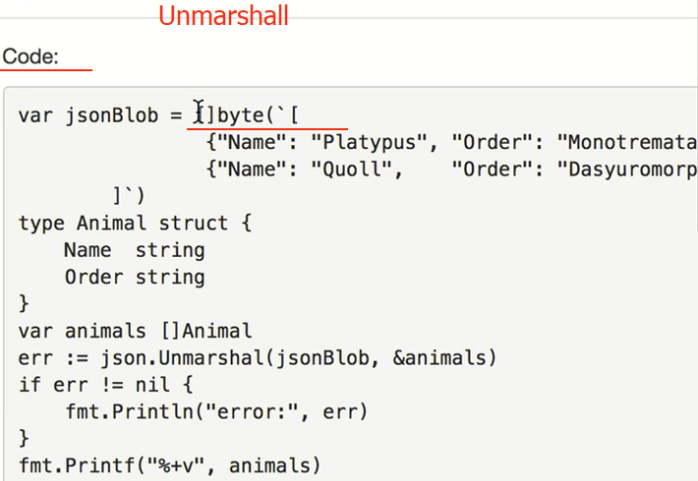 Unmarshall
Code:
var jsonBlob = []byte(`[
{"Name": "Platypus", "Order": "Monotremata
{"Name": "Quoll",    "Order": "Dasyuromorp
]`)
type Animal struct {
Name  string
Order string
}
var animals []Animal
err := json.Unmarshal(jsonBlob, &animals)
if err != nil {
fmt.Println("error:", err)
}
fmt.Printf("%+v", animals)